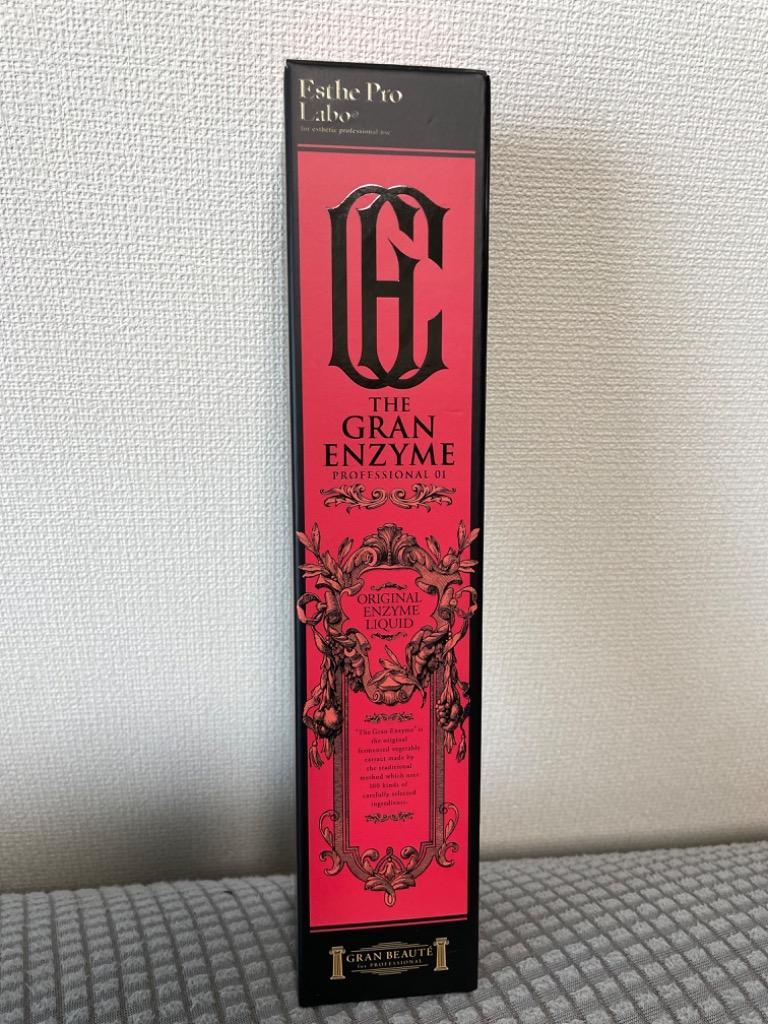 Esthe Pro
Labo®
for esthetic professional use
THE
GRAN
ENZYME
PROFESSIONAL 01
ORIGINAL
ENZYME
LIQUID
"The Gran Enzyme" is
the original
fermented vegetable
extract made by
the traditional
method which uses
100 kinds of
carefully selected
ingredients.
GRAN BEAUTÉ
for PROFESSIONAL